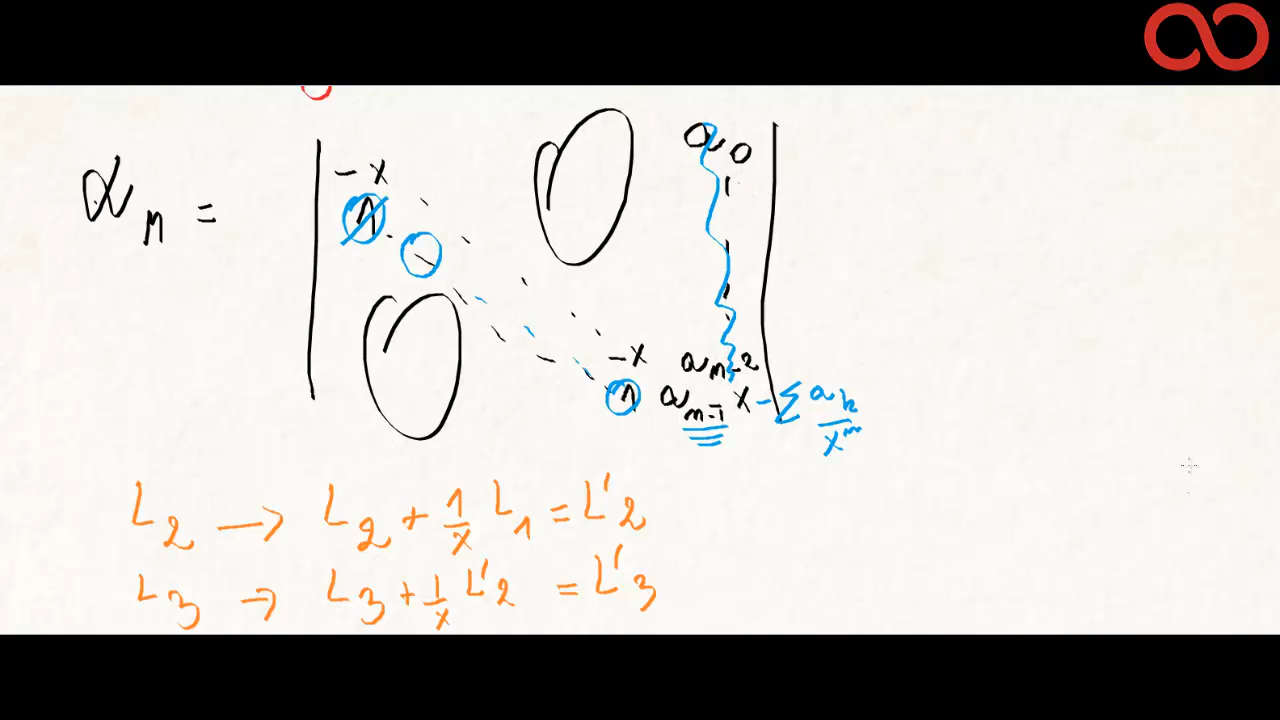 α_n =
-x 0 a_0
1
-x a_{n-2}
0 1 a_{n-1} x - Σ a_k / x^m
L_2 → L_2 + 1/x L_1 = L'_2
L_3 → L_3 + 1/x L'_2 = L'_3